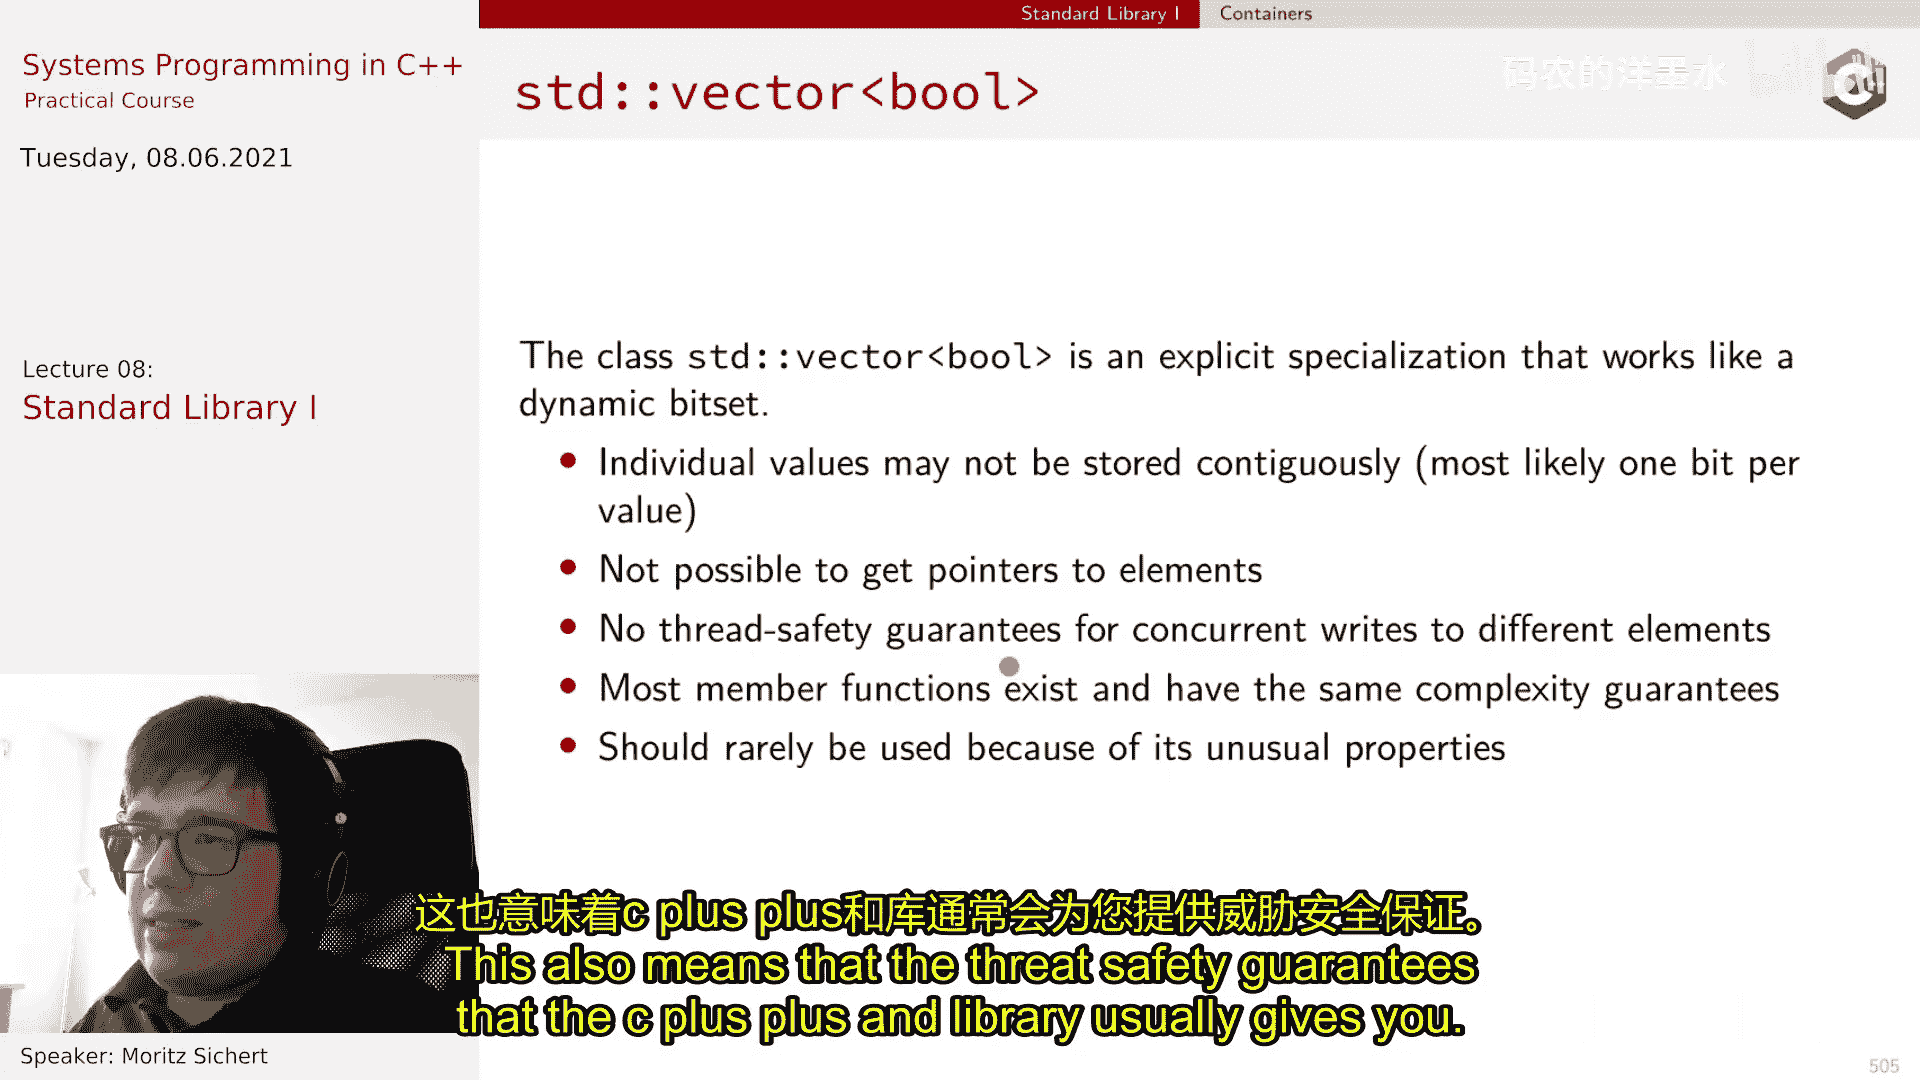 Standard Library I
Containers
Systems Programming in C++
Practical Course
Tuesday, 08.06.2021
std::vector<bool>
码农的洋墨水
Lecture 08:
Standard Library I
The class std::vector<bool> is an explicit specialization that works like a
dynamic bitset.
Individual values may not be stored contiguously (most likely one bit per
value)
Not possible to get pointers to elements
No thread-safety guarantees for concurrent writes to different elements
Most member functions exist and have the same complexity guarantees
Should rarely be used because of its unusual properties
这也意味着c plus plus和库通常会为您提供威胁安全保证。
This also means that the threat safety guarantees
that the c plus plus and library usually gives you.
Speaker: Moritz Sichert
505